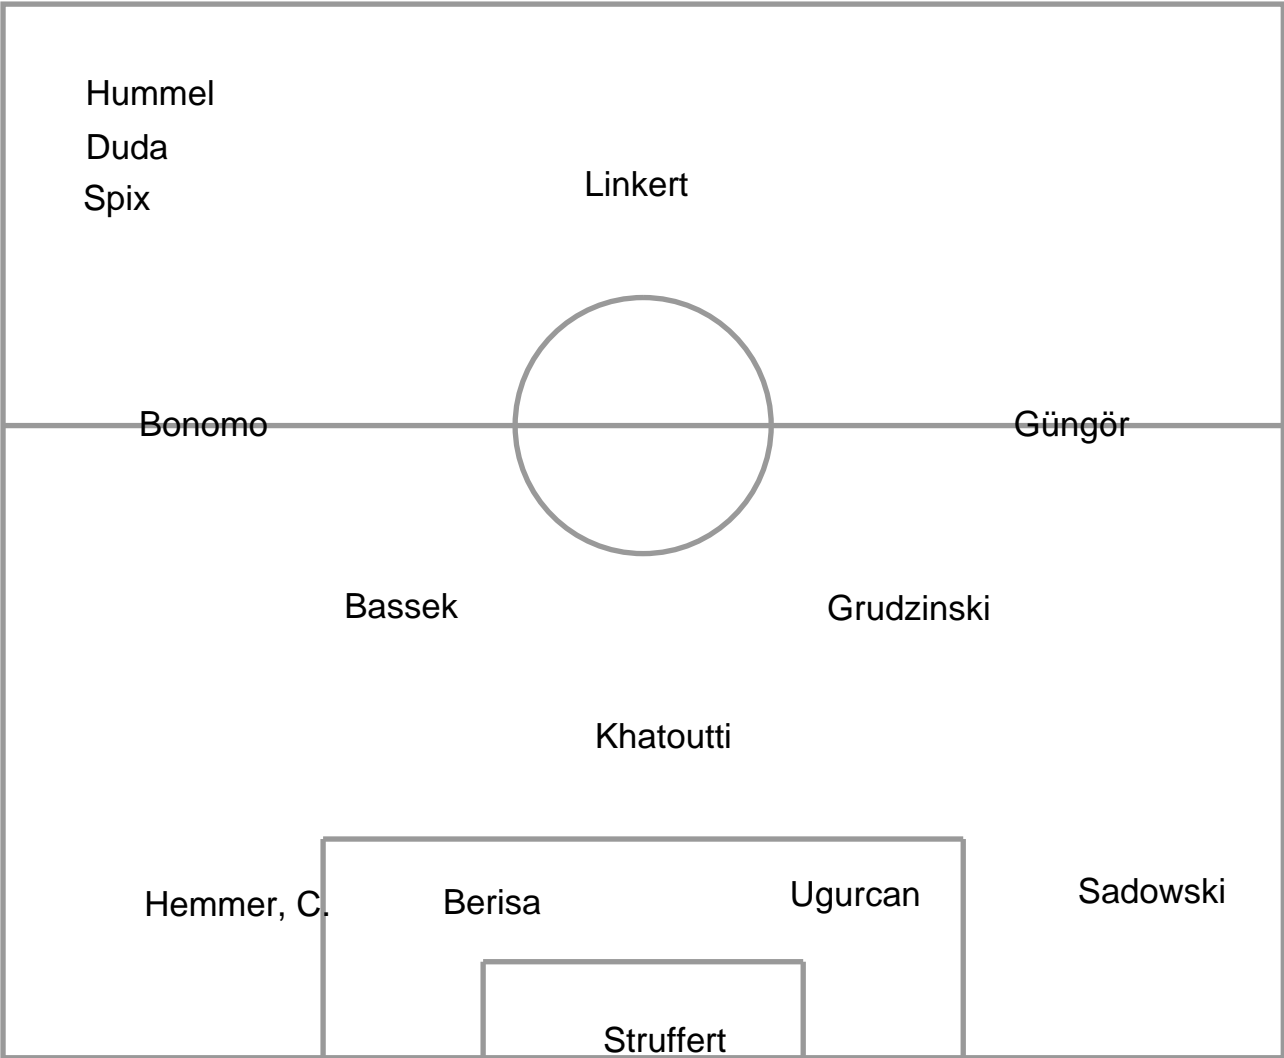 Hummel
Duda
Spix
Linkert
Bonomo
Güngör
Bassek
Grudzinski
Khatoutti
Hemmer, C.
Berisa
Ugurcan
Sadowski
Struffert